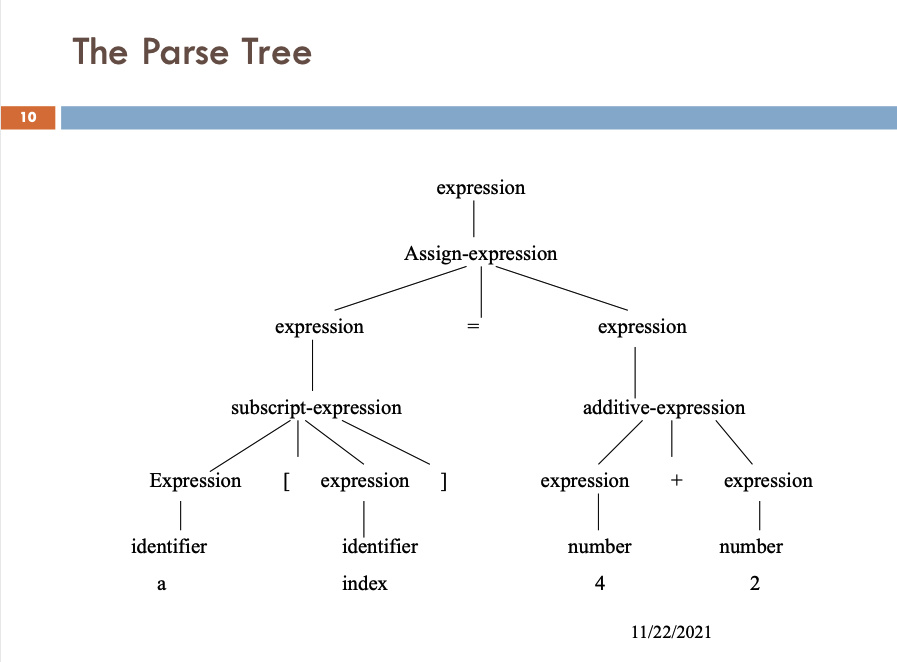 The Parse Tree
10
expression
Assign-expression
expression = expression
subscript-expression additive-expression
Expression [ expression ] expression + expression
identifier identifier number number
a index 4 2
11/22/2021